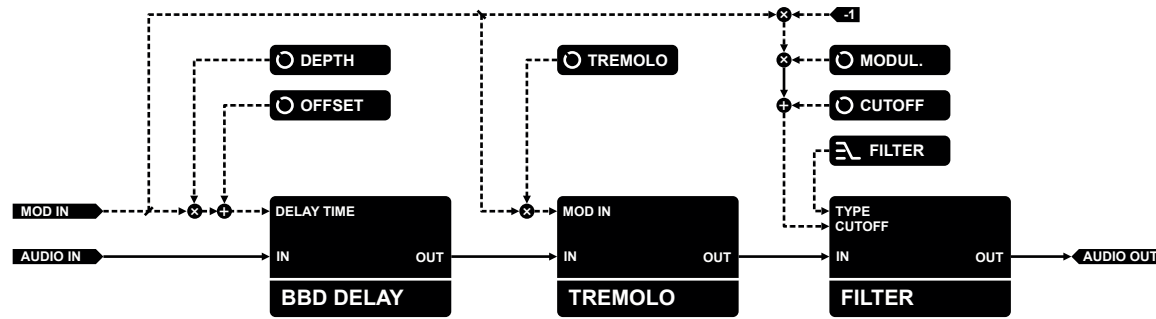 -1
DEPTH
TREMOLO
MODUL.
OFFSET
CUTOFF
FILTER
MOD IN
DELAY TIME
MOD IN
TYPE
CUTOFF
AUDIO IN
IN
OUT
IN
OUT
IN
OUT
AUDIO OUT
BBD DELAY
TREMOLO
FILTER